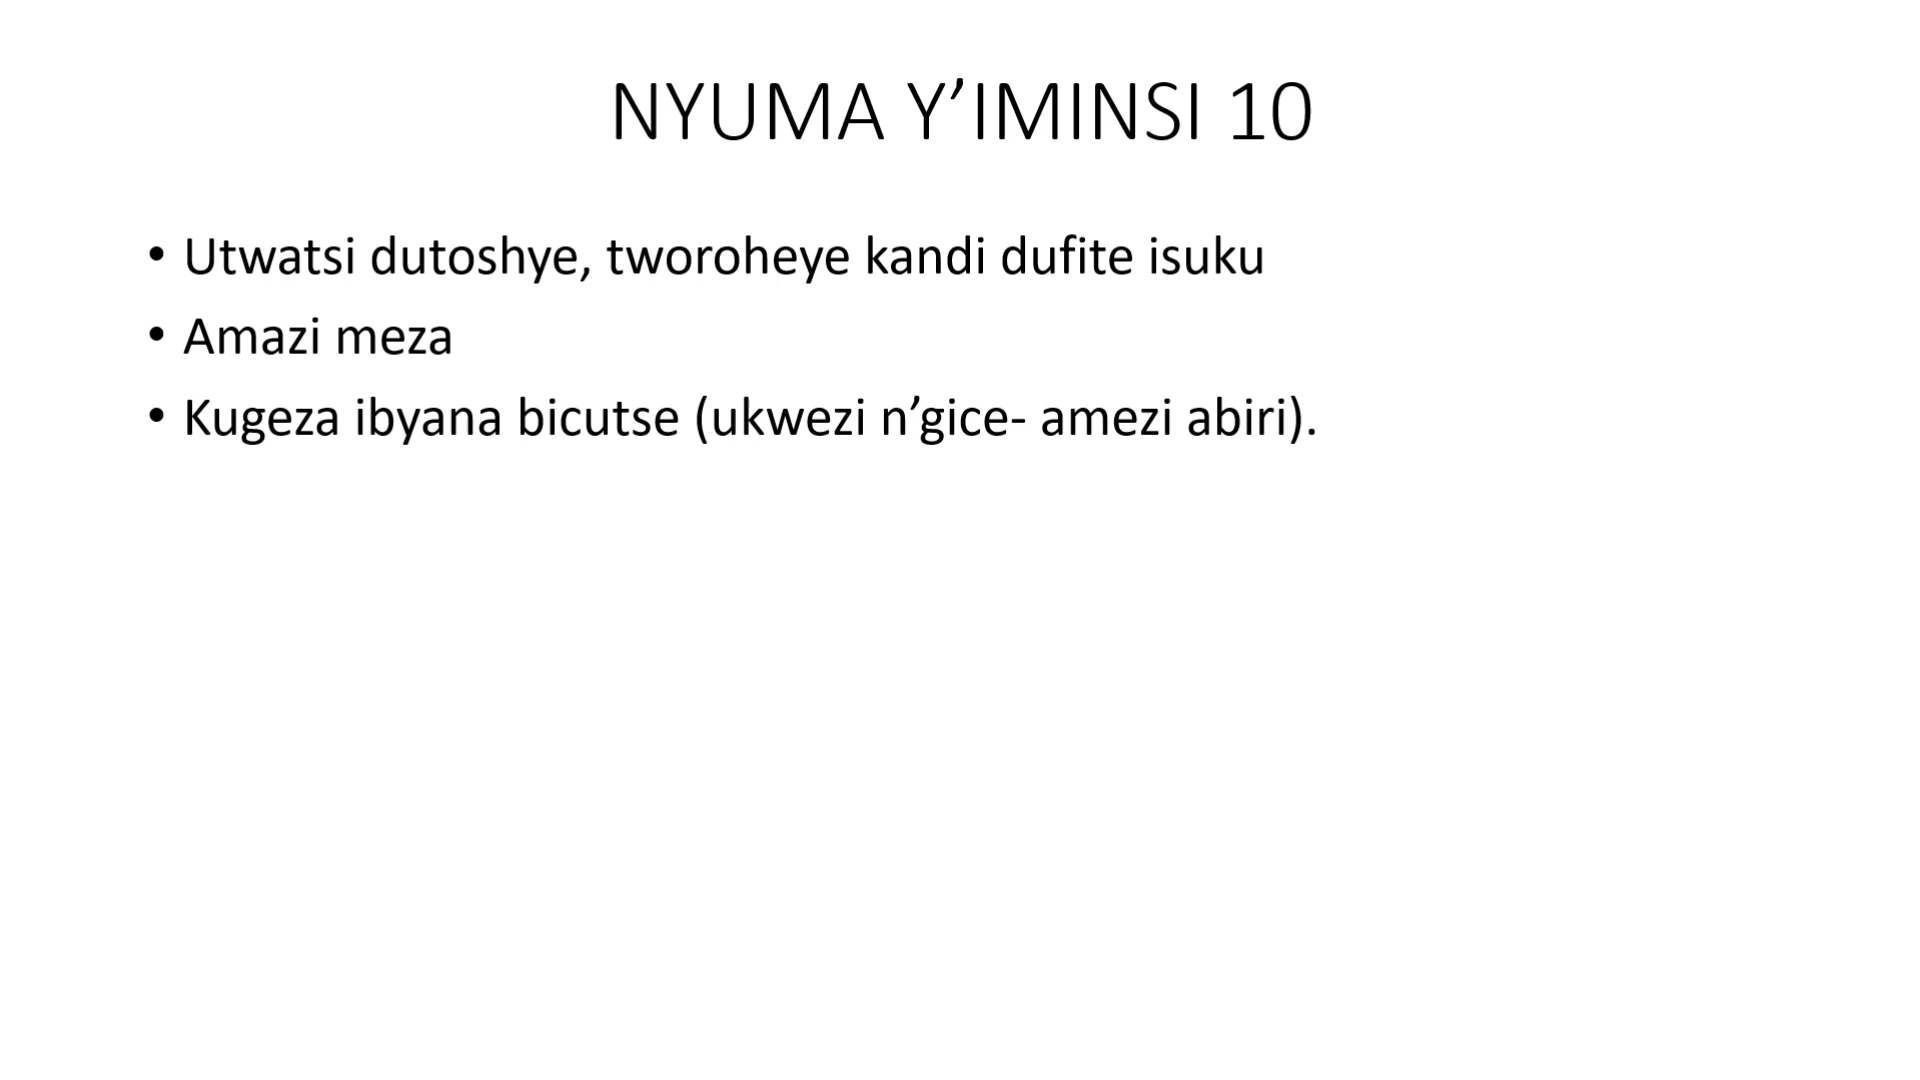 NYUMA Y’IMINSI 10
• Utwatsi dutoshye, tworoheye kandi dufite isuku
• Amazi meza
• Kugeza ibyana bicutse (ukwezi n’gice- amezi abiri).